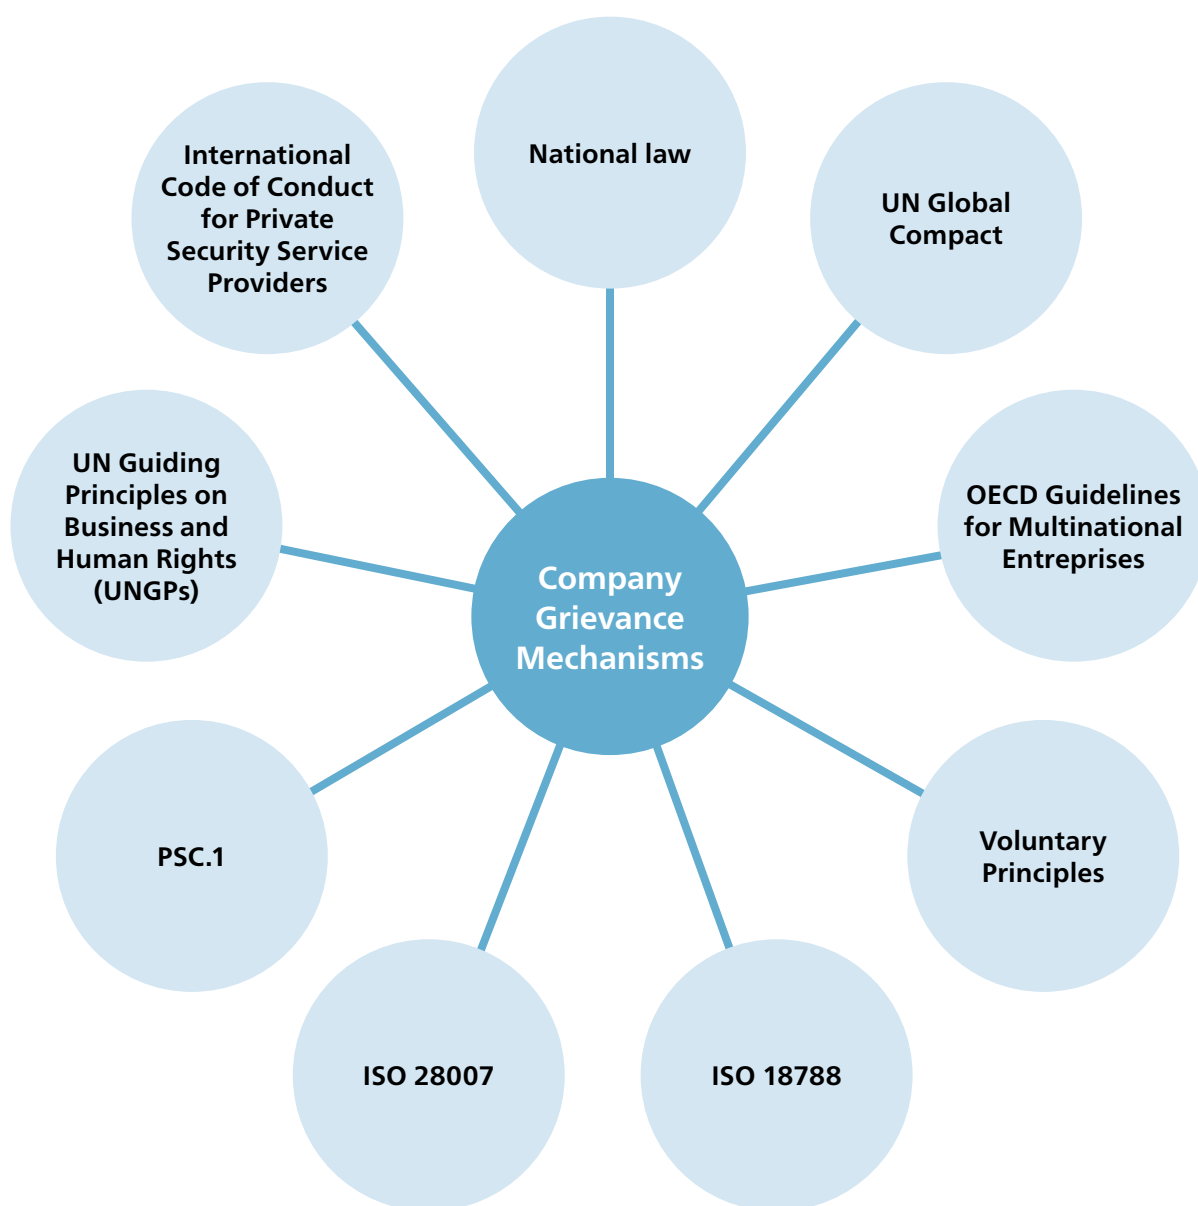 National law
International
Code of Conduct
for Private
Security Service
Providers
UN Global
Compact
UN Guiding
Principles on
Business and
Human Rights
(UNGPs)
OECD Guidelines
for Multinational
Entreprises
Company
Grievance
Mechanisms
PSC.1
Voluntary
Principles
ISO 28007
ISO 18788